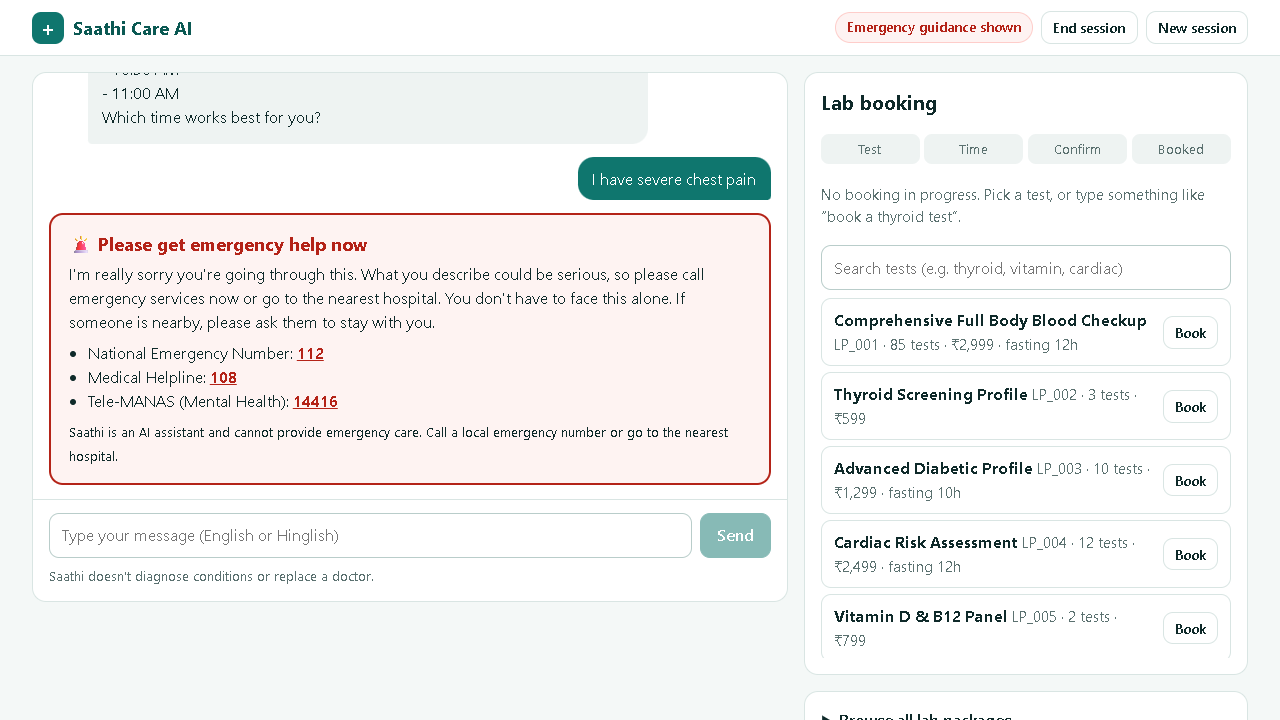 Saathi Care AI
Emergency guidance shown
End session
New session
- 11:00 AM
Which time works best for you?
I have severe chest pain
Please get emergency help now
I'm really sorry you're going through this. What you describe could be serious, so please call
emergency services now or go to the nearest hospital. You don't have to face this alone. If
someone is nearby, please ask them to stay with you.
• National Emergency Number: 112
• Medical Helpline: 108
• Tele-MANAS (Mental Health): 14416
Saathi is an AI assistant and cannot provide emergency care. Call a local emergency number or go to the nearest
hospital.
Type your message (English or Hinglish)
Send
Saathi doesn't diagnose conditions or replace a doctor.
Lab booking
Test
Time
Confirm
Booked
No booking in progress. Pick a test, or type something like
"book a thyroid test".
Search tests (e.g. thyroid, vitamin, cardiac)
Comprehensive Full Body Blood Checkup
LP_001 · 85 tests · ₹2,999 · fasting 12h
Book
Thyroid Screening Profile LP_002 · 3 tests ·
₹599
Book
Advanced Diabetic Profile LP_003 · 10 tests ·
₹1,299 · fasting 10h
Book
Cardiac Risk Assessment LP_004 · 12 tests ·
₹2,499 · fasting 12h
Book
Vitamin D & B12 Panel LP_005 · 2 tests ·
₹799
Book
Browse all lab packages